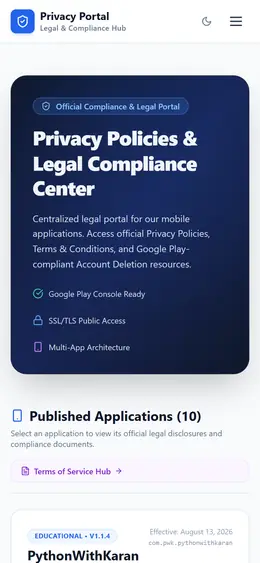 Privacy Portal
Legal & Compliance Hub
Official Compliance & Legal Portal
Privacy Policies &
Legal Compliance
Center
Centralized legal portal for our mobile
applications. Access official Privacy Policies,
Terms & Conditions, and Google Play-
compliant Account Deletion resources.
Google Play Console Ready
SSL/TLS Public Access
Multi-App Architecture
Published Applications (10)
Select an application to view its official legal disclosures and
compliance documents.
Terms of Service Hub →
EDUCATIONAL • V1.1.4
Effective: August 13, 2026
com.pwk.pythonwithkaran
PythonWithKaran